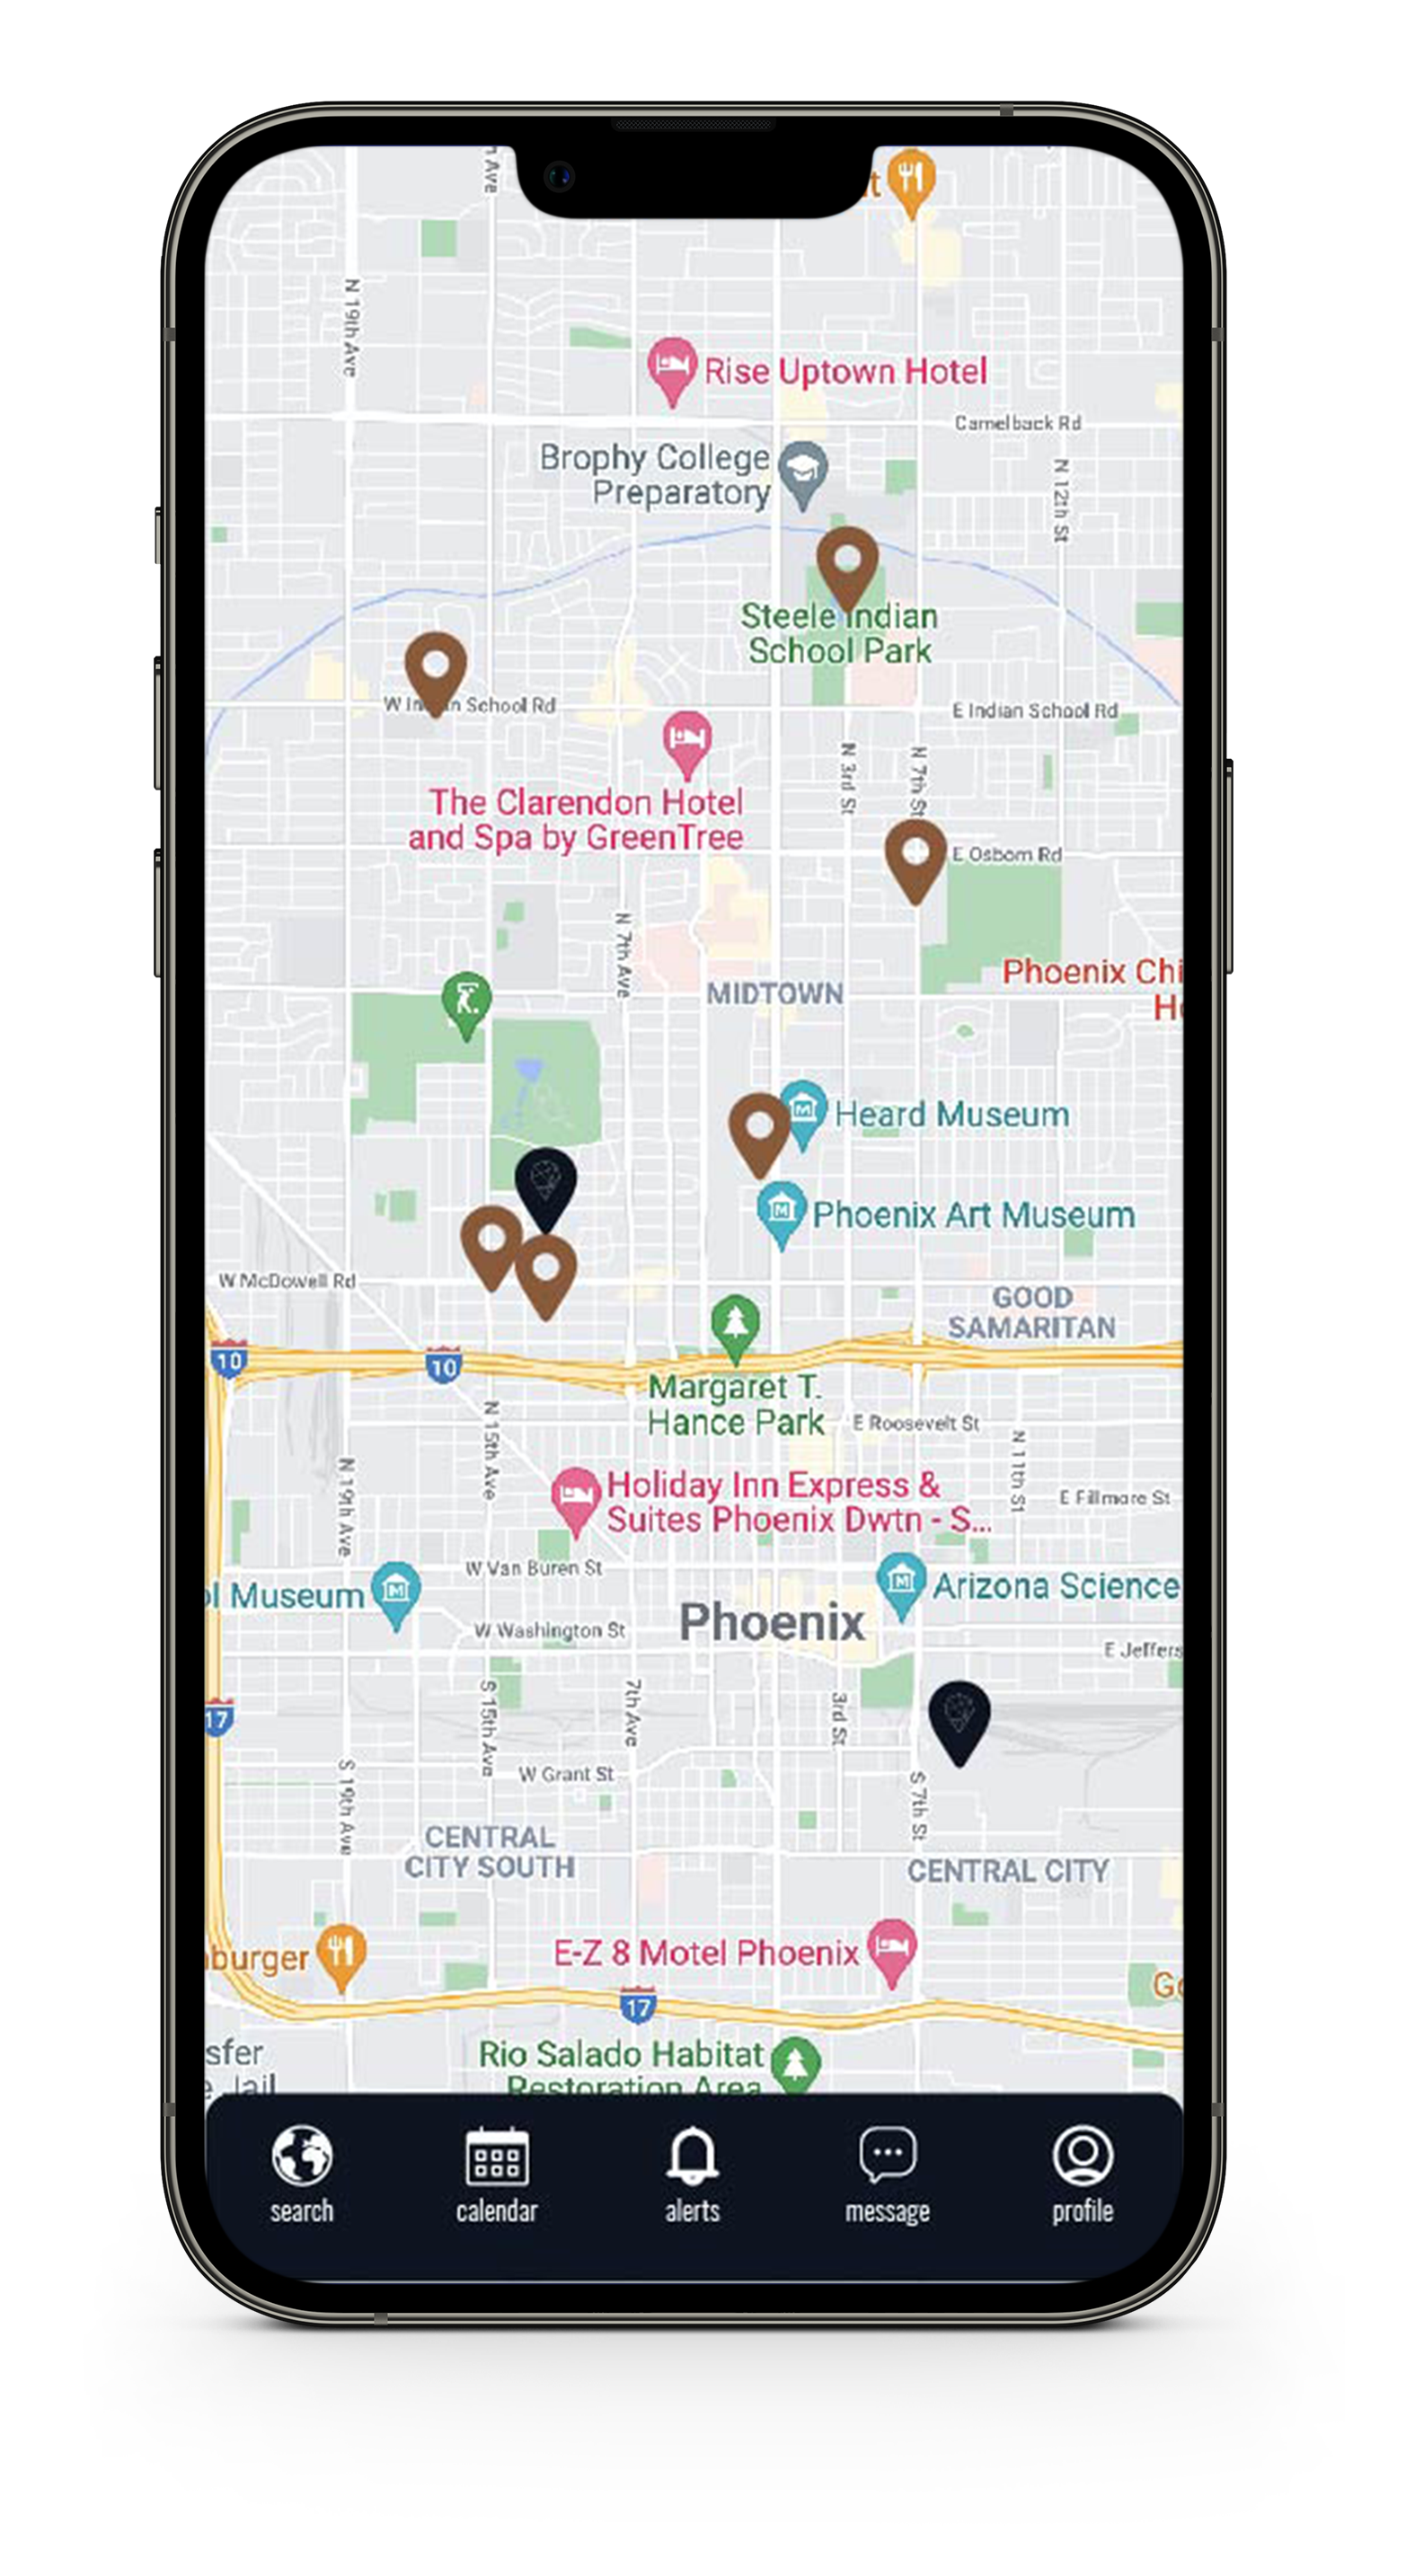 Ave
t
N 19th Ave
Rise Uptown Hotel
Camelback Rd
Brophy College
Preparatory
N 12th St
Steele Indian
School Park
W In n School Rd
E Indian School Rd
N 3rd St
N 7th St
The Clarendon Hotel
and Spa by GreenTree
E Osborn Rd
N 7th Ave
Phoenix Chi
H
MIDTOWN
M
Heard Museum
M
Phoenix Art Museum
W McDowell Rd
GOOD
SAMARITAN
10
10
Margaret T.
Hance Park
E Roosevelt St
N 15th Ave
N 11th St
N 19th Ave
Holiday Inn Express &
Suites Phoenix Dwtn - S...
E Fillmore St
W Van Buren St
l Museum
M
M
Arizona Science
Phoenix
W Washington St
E Jeffers
17
S 15th Ave
7th Ave
3rd St
W Grant St
S 19th Ave
S 7th St
CENTRAL
CITY SOUTH
CENTRAL CITY
burger
E-Z 8 Motel Phoenix
G
17
sfer
e Jail
Rio Salado Habitat
Restoration Area
search
calendar
alerts
message
profile